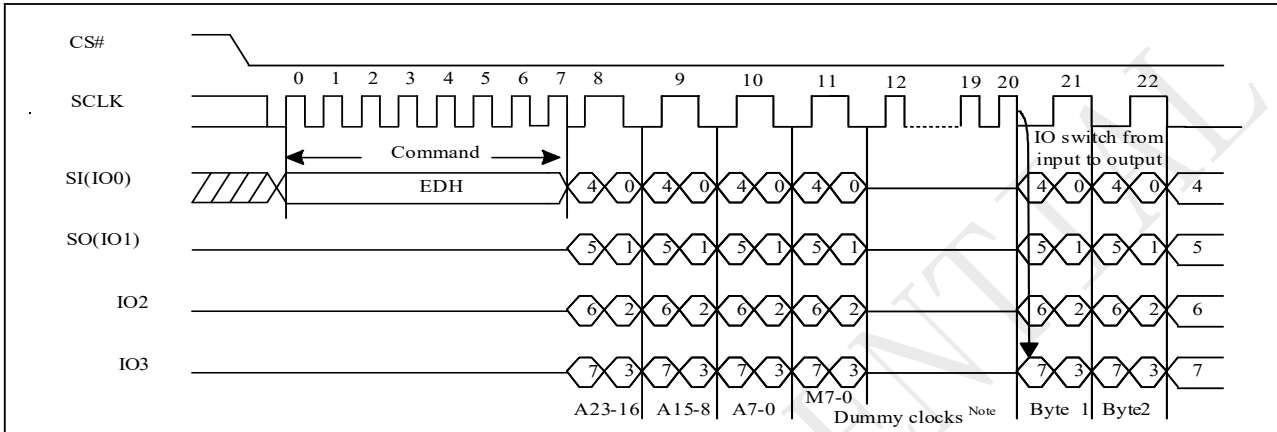 CS#
0 1 2 3 4 5 6 7 8 9 10 11 12 19 20 21 22
SCLK
Command
IO switch from
input to output
SI(IO0)
EDH
4 0 4 0 4 0 4 0 4 0 4 0 4
SO(IO1)
5 1 5 1 5 1 5 1 5 1 5 1 5
IO2
6 2 6 2 6 2 6 2 6 2 6 2 6
IO3
7 3 7 3 7 3 7 3 7 3 7 3 7
A23-16 A15-8 A7-0 M7-0 Dummy clocks Note Byte 1 Byte2